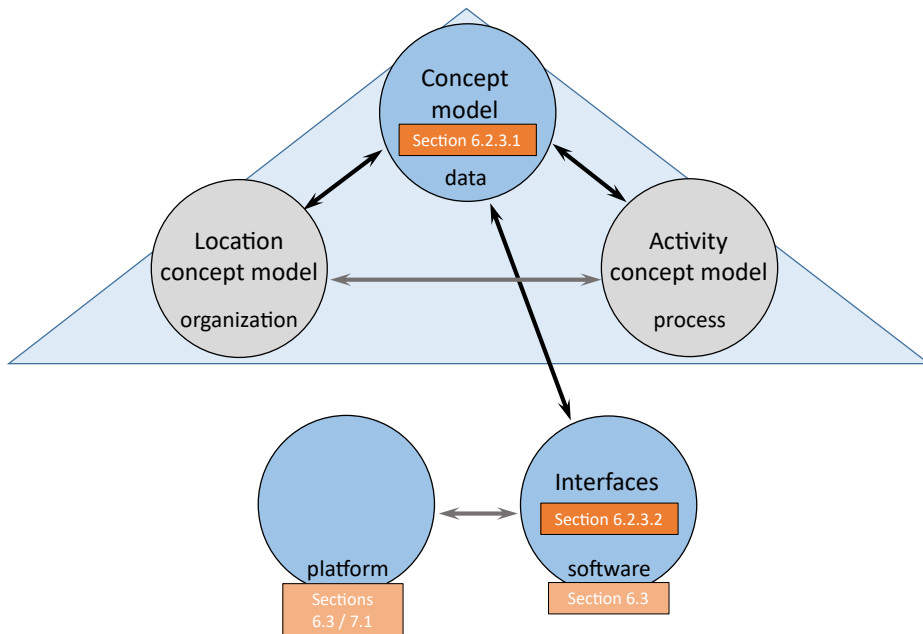 Concept
model
Section 6.2.3.1
data
Location
concept model
organization
Activity
concept model
process
Interfaces
Section 6.2.3.2
software
Section 6.3
platform
Sections
6.3 / 7.1